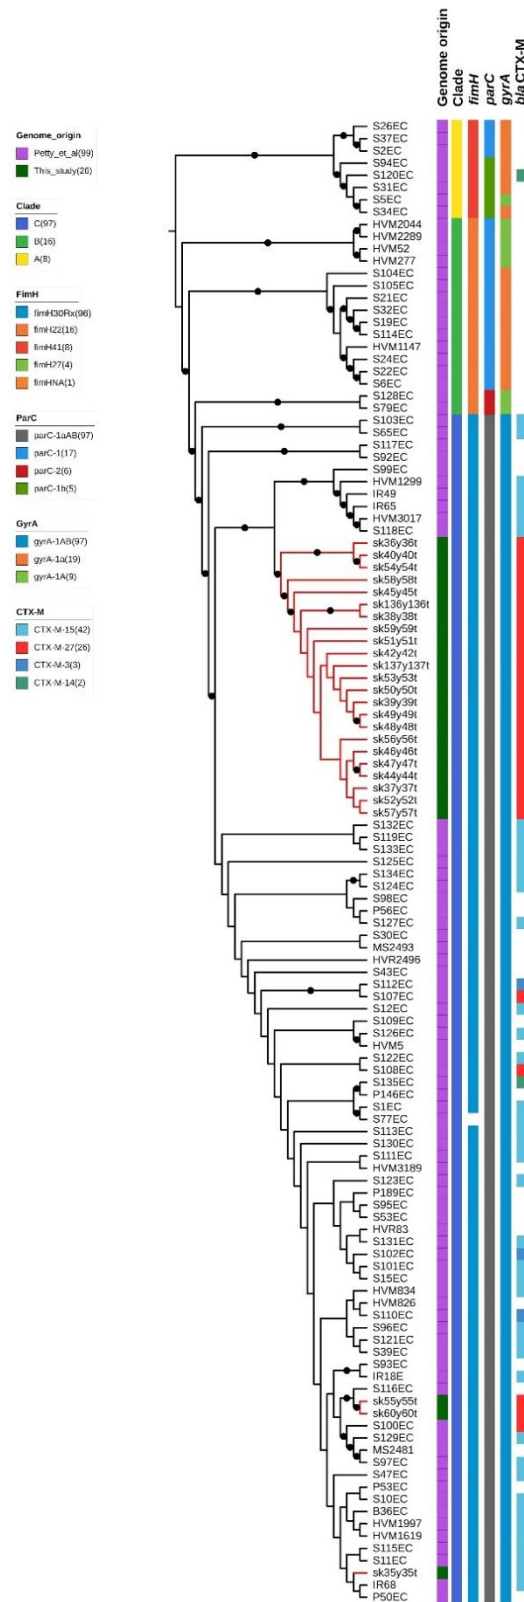 Genome origin
Clade
fimH
parC
gyrA
bla CTX-M
Genome_origin
Petty_et_al(99)
This_study(26)
Clade
C(97)
B(16)
A(8)
FimH
fimH30Rx(96)
fimH22(16)
fimH41(8)
fimH27(4)
fimHNA(1)
ParC
parC-1aAB(97)
parC-1(17)
parC-2(6)
parC-1b(5)
GyrA
gyrA-1AB(97)
gyrA-1a(19)
gyrA-1A(9)
CTX-M
CTX-M-15(42)
CTX-M-27(26)
CTX-M-3(3)
CTX-M-14(2)
S26EC
S37EC
S2EC
S94EC
S120EC
S31EC
S5EC
S34EC
HVM2044
HVM2289
HVM52
HVM277
S104EC
S105EC
S21EC
S32EC
S19EC
S114EC
HVM1147
S24EC
S22EC
S6EC
S128EC
S79EC
S103EC
S65EC
S117EC
S92EC
S99EC
HVM1299
IR49
IR65
HVM3017
S118EC
sk36y36t
sk40y40t
sk54y54t
sk58y58t
sk45y45t
sk136y136t
sk38y38t
sk59y59t
sk51y51t
sk42y42t
sk137y137t
sk53y53t
sk50y50t
sk39y39t
sk49y49t
sk48y48t
sk56y56t
sk46y46t
sk47y47t
sk44y44t
sk37y37t
sk52y52t
sk57y57t
S132EC
S119EC
S133EC
S125EC
S134EC
S124EC
S98EC
P56EC
S127EC
S30EC
MS2493
HVR2496
S43EC
S112EC
S107EC
S12EC
S109EC
S126EC
HVM5
S122EC
S108EC
S135EC
P146EC
S1EC
S77EC
S113EC
S130EC
S111EC
HVM3189
S123EC
P189EC
S95EC
S53EC
HVR83
S131EC
S102EC
S101EC
S15EC
HVM834
HVM826
S110EC
S96EC
S121EC
S39EC
S93EC
IR18E
S116EC
sk55y55t
sk60y60t
S100EC
S129EC
MS2481
S97EC
S47EC
P53EC
S10EC
B36EC
HVM1997
HVM1619
S115EC
S11EC
sk35y35t
IR68
P50EC